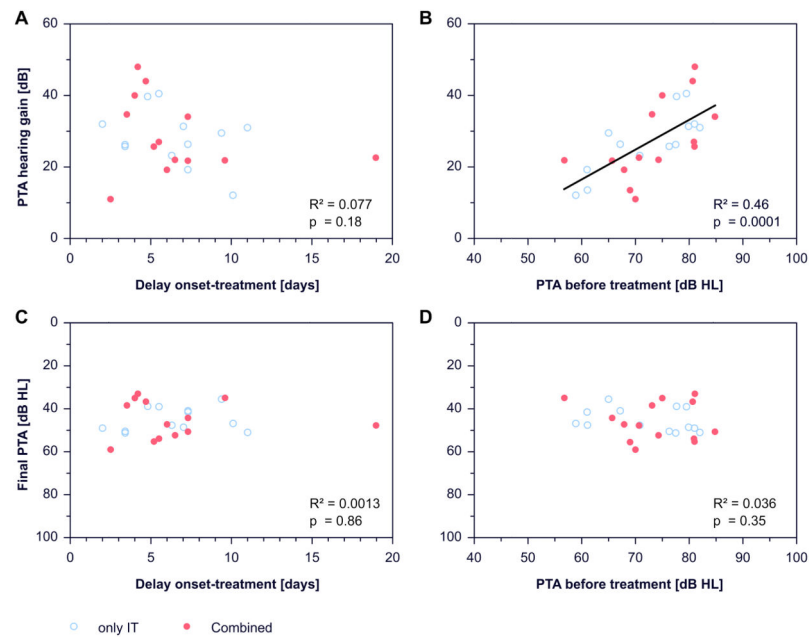 A
60
40
20
0
PTA hearing gain [dB]
R² = 0.077
p = 0.18
0 5 10 15 20
Delay onset-treatment [days]
B
60
40
20
0
R² = 0.46
p = 0.0001
40 50 60 70 80 90 100
PTA before treatment [dB HL]
C
0
20
40
60
80
100
Final PTA [dB HL]
R² = 0.0013
p = 0.86
0 5 10 15 20
Delay onset-treatment [days]
D
0
20
40
60
80
100
R² = 0.036
p = 0.35
40 50 60 70 80 90 100
PTA before treatment [dB HL]
only IT Combined